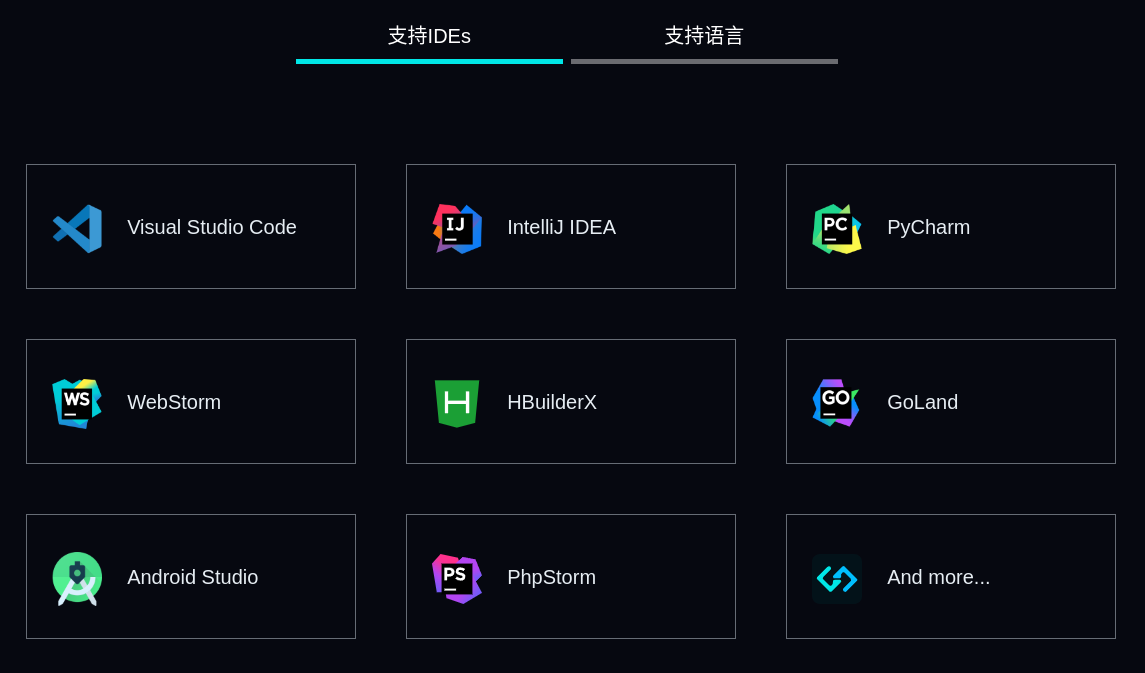 支持IDEs 支持语言
Visual Studio Code
IJ
IntelliJ IDEA
PC
PyCharm
WS
WebStorm
H
HBuilderX
GO
GoLand
Android Studio
PS
PhpStorm
And more...